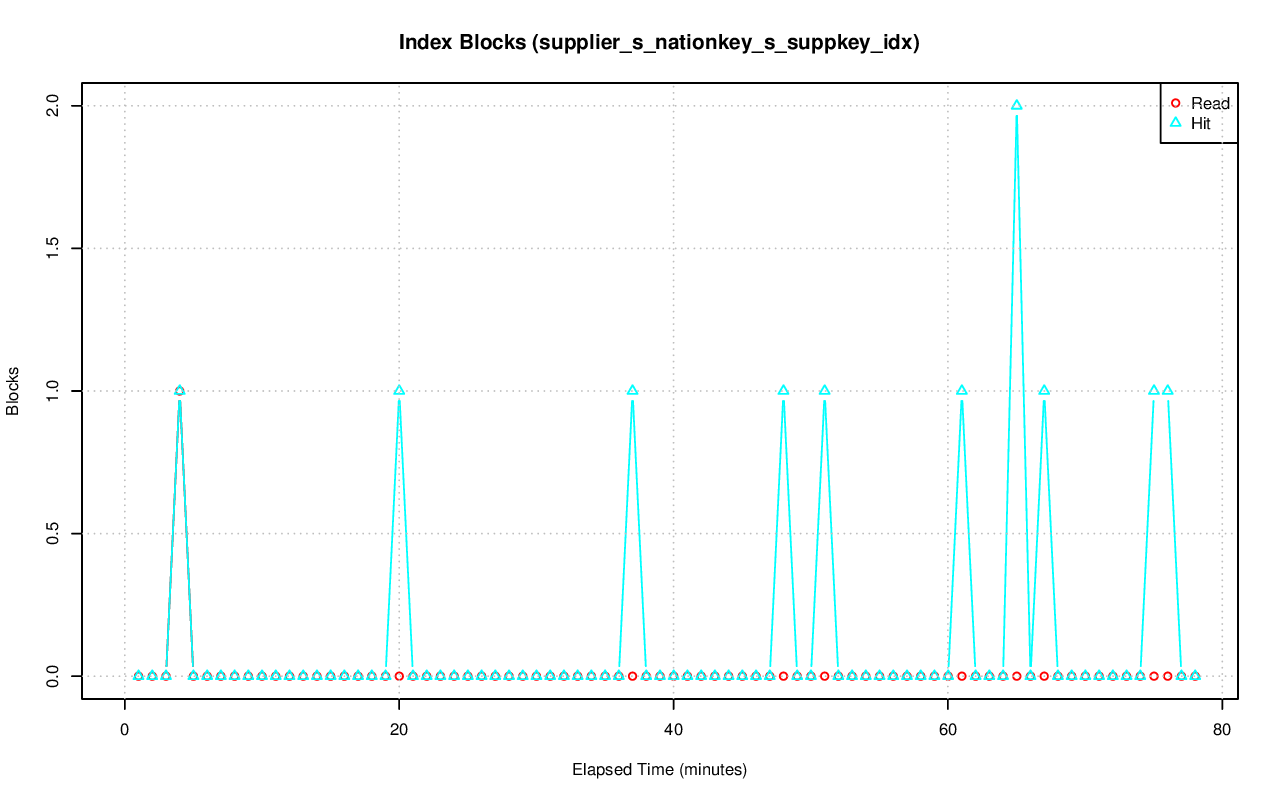 Index Blocks (supplier_s_nationkey_s_suppkey_idx)
Read
Hit
2.0
1.5
1.0
0.5
0.0
Blocks
0 20 40 60 80
Elapsed Time (minutes)